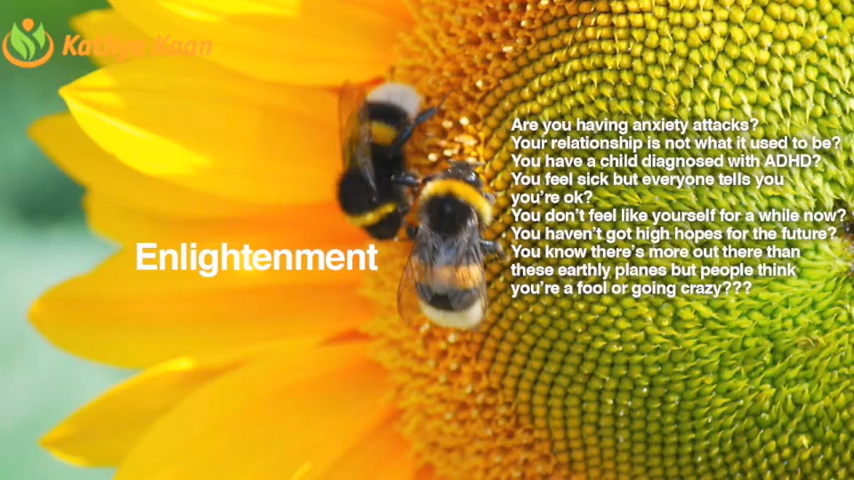 Kathye Kaan
Enlightenment
Are you having anxiety attacks?
Your relationship is not what it used to be?
You have a child diagnosed with ADHD?
You feel sick but everyone tells you
you're ok?
You don't feel like yourself for a while now?
You haven't got high hopes for the future?
You know there's more out there than
these earthly planes but people think
you're a fool or going crazy???